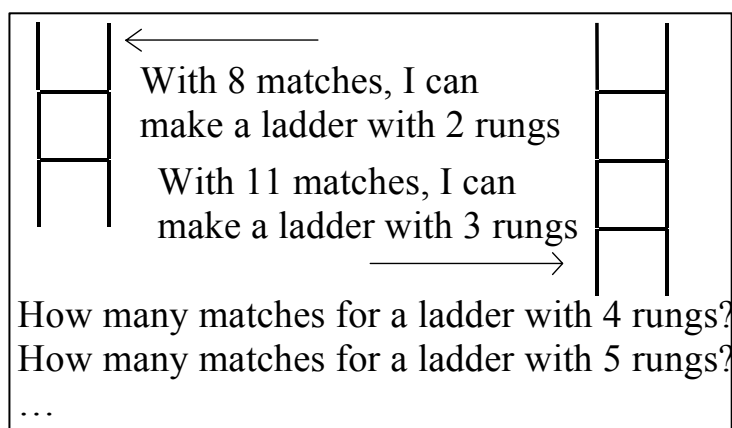 With 8 matches, I can
make a ladder with 2 rungs
With 11 matches, I can
make a ladder with 3 rungs
How many matches for a ladder with 4 rungs?
How many matches for a ladder with 5 rungs?
…